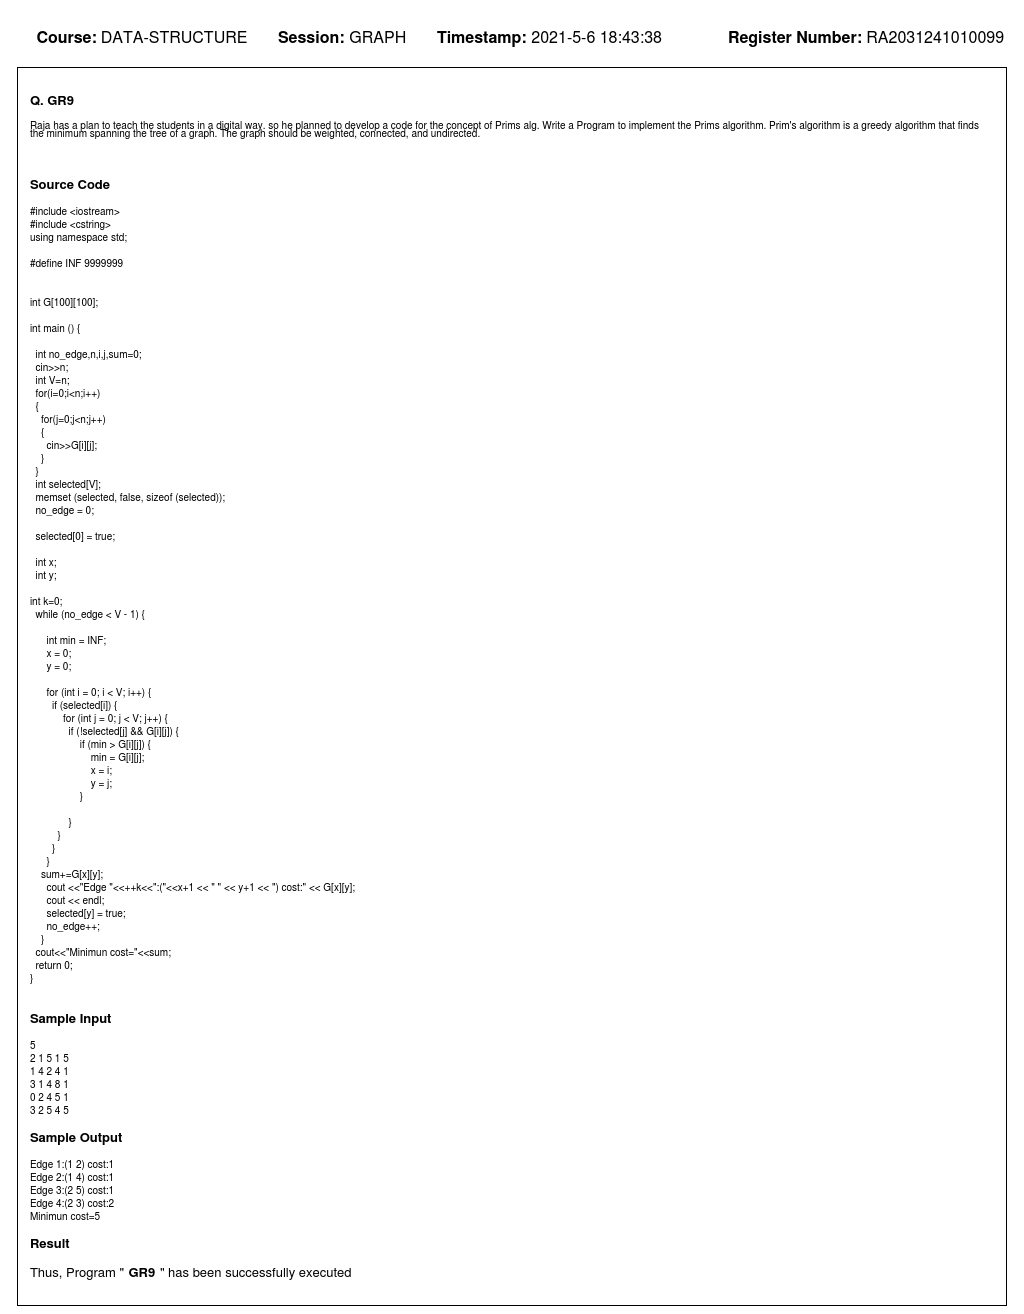 Course: DATA-STRUCTURE Session: GRAPH Timestamp: 2021-5-6 18:43:38 Register Number: RA2031241010099
Q. GR9
Raja has a plan to teach the students in a digital way. so he planned to develop a code for the concept of Prims alg. Write a Program to implement the Prims algorithm. Prim's algorithm is a greedy algorithm that finds
the minimum spanning the tree of a graph. The graph should be weighted, connected, and undirected.
Source Code
#include <iostream>
#include <cstring>
using namespace std;
#define INF 9999999
int G[100][100];
int main () {
int no_edge,n,i,j,sum=0;
cin>>n;
int V=n;
for(i=0;i<n;i++)
{
for(j=0;j<n;j++)
{
cin>>G[i][j];
}
}
int selected[V];
memset (selected, false, sizeof (selected));
no_edge = 0;
selected[0] = true;
int x;
int y;
int k=0;
while (no_edge < V - 1) {
int min = INF;
x = 0;
y = 0;
for (int i = 0; i < V; i++) {
if (selected[i]) {
for (int j = 0; j < V; j++) {
if (!selected[j] && G[i][j]) {
if (min > G[i][j]) {
min = G[i][j];
x = i;
y = j;
}
}
}
}
}
sum+=G[x][y];
cout <<"Edge "<<++k<<":("<<x+1 << " " << y+1 << ") cost:" << G[x][y];
cout << endl;
selected[y] = true;
no_edge++;
}
cout<<"Minimun cost="<<sum;
return 0;
}
Sample Input
5
2 1 5 1 5
1 4 2 4 1
3 1 4 8 1
0 2 4 5 1
3 2 5 4 5
Sample Output
Edge 1:(1 2) cost:1
Edge 2:(1 4) cost:1
Edge 3:(2 5) cost:1
Edge 4:(2 3) cost:2
Minimun cost=5
Result
Thus, Program " GR9 " has been successfully executed